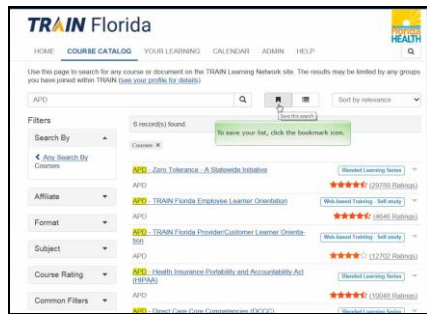 TRAIN Florida
Florida
HEALTH
HOME COURSE CATALOG YOUR LEARNING CALENDAR ADMIN HELP
Use this page to search for any course or document on the TRAIN Learning Network site. The results may be limited by any groups
you have joined within TRAIN (see your profile for details).
APD
Sort by relevance
Save this search
Filters
6 record(s) found.
To save your list, click the bookmark icon.
Search By
Courses ×
Any Search By
Courses
APD - Zero Tolerance - A Statewide Initiative
Blended Learning Series
APD
(29789 Ratings)
Affiliate
APD - TRAIN Florida Employee Learner Orientation
Web-based Training - Self-study
APD
(4646 Ratings)
Format
APD - TRAIN Florida Provider/Customer Learner Orienta-
tion
Web-based Training - Self-study
Subject
APD
(12702 Ratings)
Course Rating
APD - Health Insurance Portability and Accountability Act
(HIPAA)
Blended Learning Series
Common Filters
APD
(10048 Ratings)
APD - Direct Care Core Competencies (DCCC)
Blended Learning Series